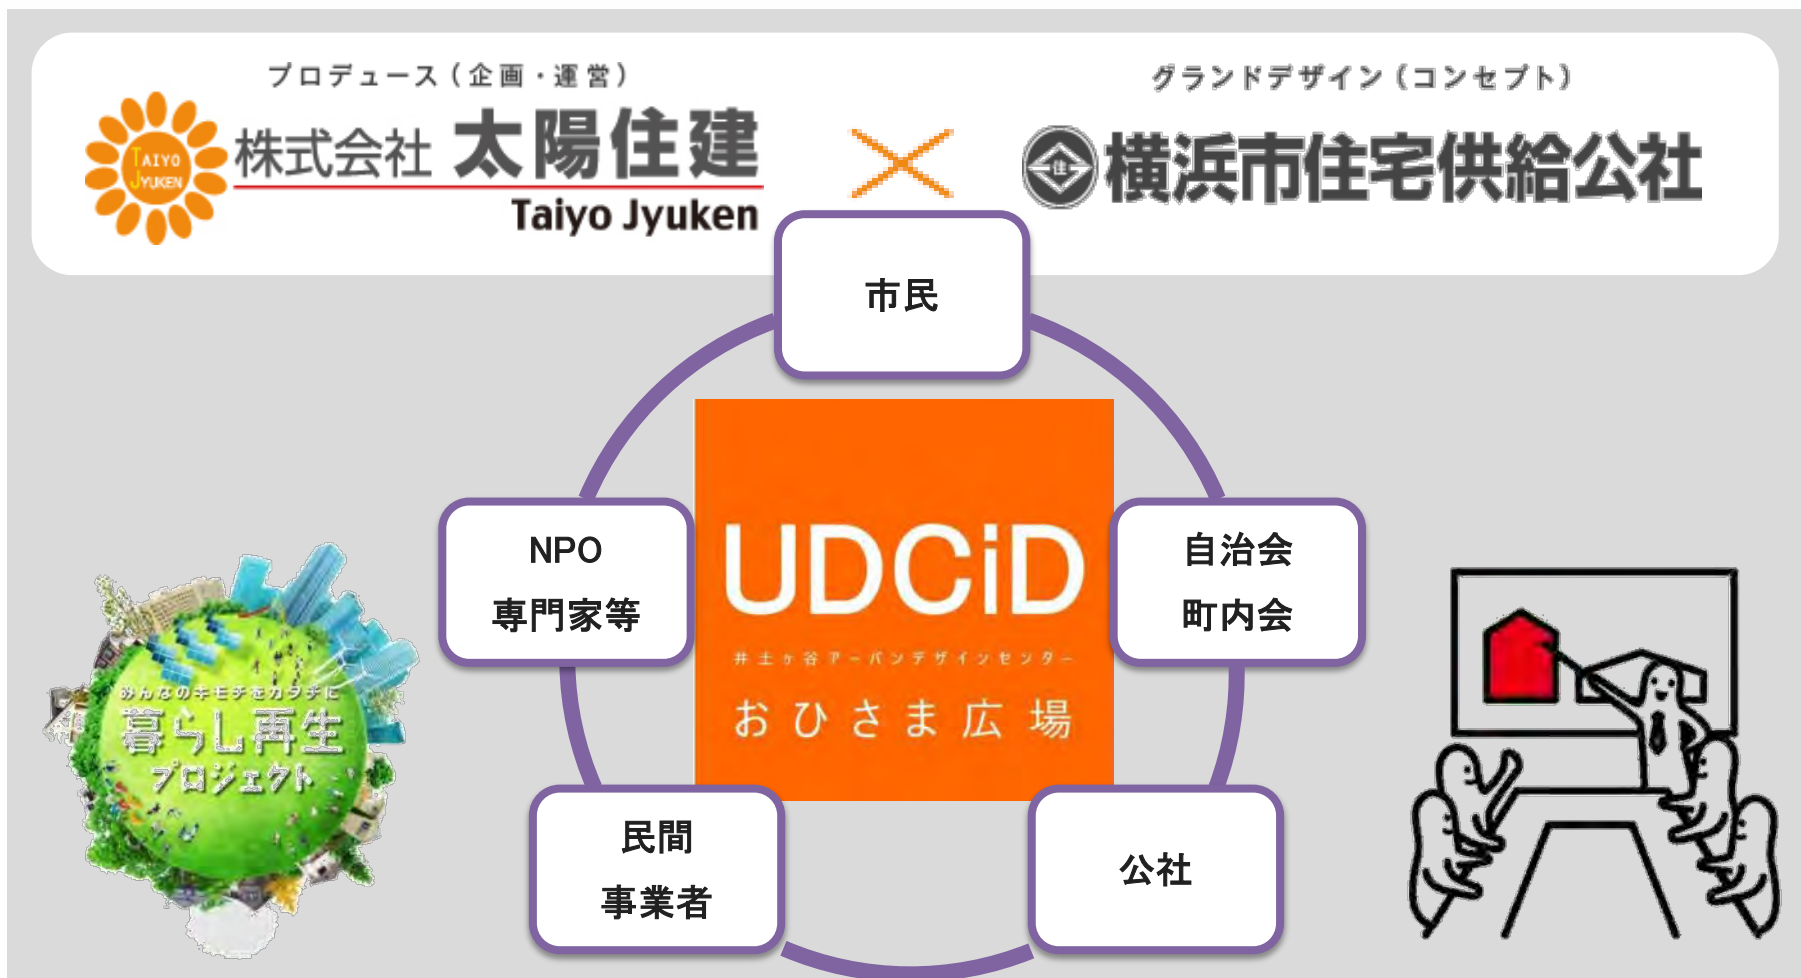 プロデュース（企画・運営）
グランドデザイン（コンセプト）
TAIYO
JYUKEN
株式会社 太陽住建
Taiyo Jyuken
住
横浜市住宅供給公社
市民
NPO
専門家等
UDCiD
井土ヶ谷アーバンデザインセンター
おひさま広場
自治会
町内会
みんなのキモチをカタチに
暮らし再生
プロジェクト
民間
事業者
公社